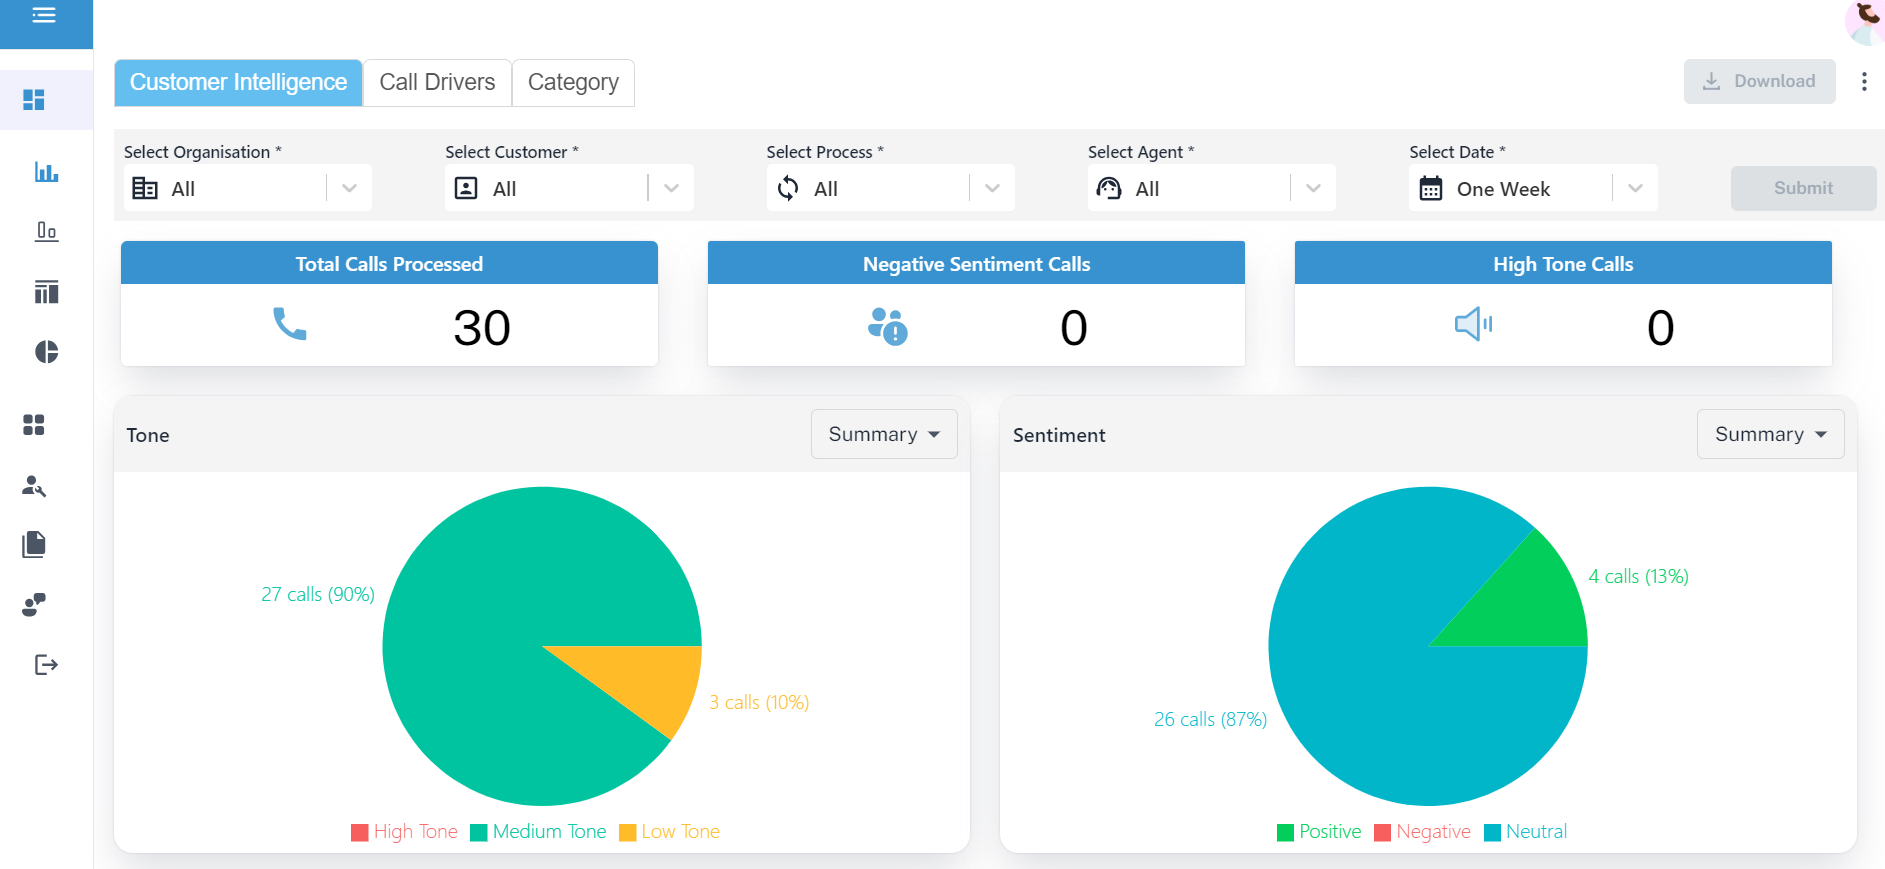 Customer Intelligence Call Drivers Category
Download
Select Organisation * Select Customer * Select Process * Select Agent * Select Date *
All All All All One Week Submit
Total Calls Processed Negative Sentiment Calls High Tone Calls
30 0 0
Tone Summary
27 calls (90%)
3 calls (10%)
High Tone Medium Tone Low Tone
Sentiment Summary
4 calls (13%)
26 calls (87%)
Positive Negative Neutral